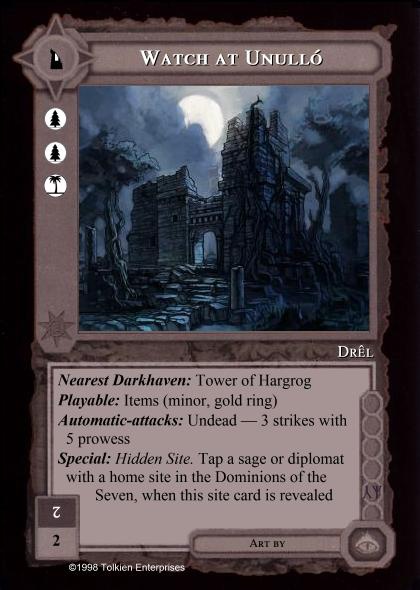 WATCH AT UNULLÓ
DRÊL
Nearest Darkhaven: Tower of Hargrog
Playable: Items (minor, gold ring)
Automatic-attacks: Undead — 3 strikes with
5 prowess
Special: Hidden Site. Tap a sage or diplomat
with a home site in the Dominions of the
Seven, when this site card is revealed
2
2
ART BY
©1998 Tolkien Enterprises